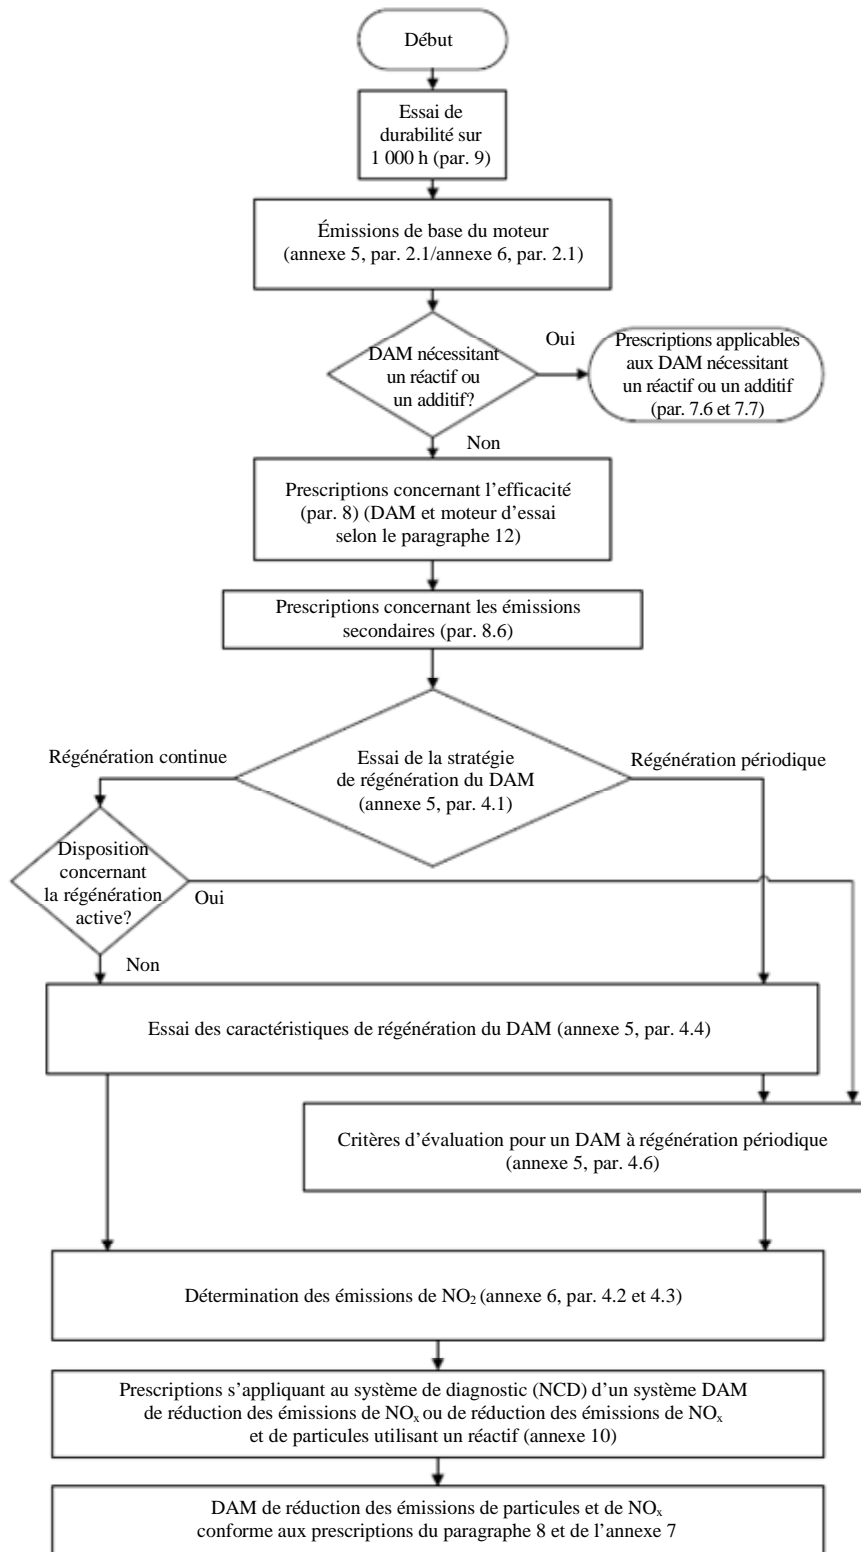 Début
Essai de
durabilité sur
1 000 h (par. 9)
Émissions de base du moteur
(annexe 5, par. 2.1/annexe 6, par. 2.1)
DAM nécessitant
un réactif ou
un additif?
Oui
Prescriptions applicables
aux DAM nécessitant
un réactif ou un additif
(par. 7.6 et 7.7)
Non
Prescriptions concernant l’efficacité
(par. 8) (DAM et moteur d’essai
selon le paragraphe 12)
Prescriptions concernant les émissions
secondaires (par. 8.6)
Régénération continue
Essai de la stratégie
de régénération du DAM
(annexe 5, par. 4.1)
Régénération périodique
Disposition
concernant
la régénération
active?
Oui
Non
Essai des caractéristiques de régénération du DAM (annexe 5, par. 4.4)
Critères d’évaluation pour un DAM à régénération périodique
(annexe 5, par. 4.6)
Détermination des émissions de NO₂ (annexe 6, par. 4.2 et 4.3)
Prescriptions s’appliquant au système de diagnostic (NCD) d’un système DAM
de réduction des émissions de NOₓ ou de réduction des émissions de NOₓ
et de particules utilisant un réactif (annexe 10)
DAM de réduction des émissions de particules et de NOₓ
conforme aux prescriptions du paragraphe 8 et de l’annexe 7